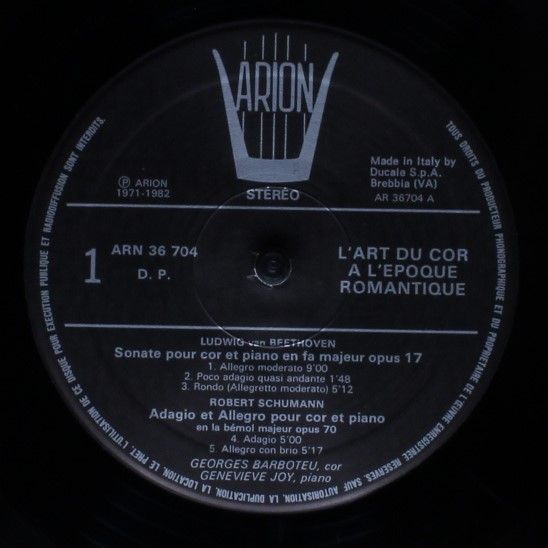 ARION
STÉRÉO
Ⓟ ARION
1971-1982
Made in Italy by
Ducale S.p.A.
Brebbia (VA)
AR 36704 A
1
ARN 36 704
D. P.
L'ART DU COR
A L'EPOQUE
ROMANTIQUE
LUDWIG van BEETHOVEN
Sonate pour cor et piano en fa majeur opus 17
1. Allegro moderato 9'00
2. Poco adagio quasi andante 1'48
3. Rondo (Allegretto moderato) 5'12
ROBERT SCHUMANN
Adagio et Allegro pour cor et piano
en la bémol majeur opus 70
4. Adagio 5'00
5. Allegro con brio 5'17
GEORGES BARBOTEU, cor
GENEVIEVE JOY, piano
TOUS DROITS DU PRODUCTEUR PHONOGRAPHIQUE ET DU PROPRIETAIRE DE L'ŒUVRE ENREGISTREE RESERVES. SAUF AUTORISATION, LA DUPLICATION, LA LOCATION, LE PRET, L'UTILISATION DE CE DISQUE POUR EXECUTION PUBLIQUE ET RADIODIFFUSION SONT INTERDITS.